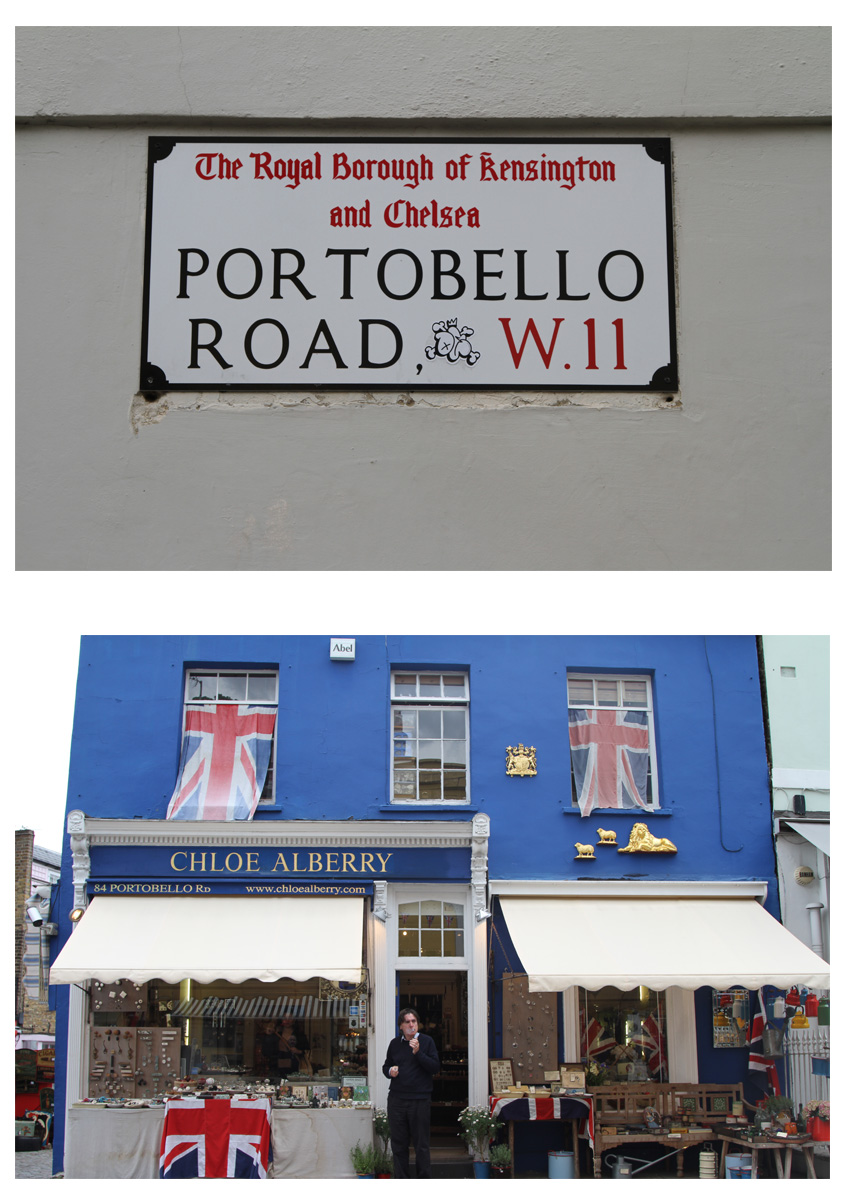 The Royal Borough of Kensington
and Chelsea
PORTOBELLO
ROAD, W.11
Abel
CHLOE ALBERRY
84 PORTOBELLO RD www.chloealberry.com